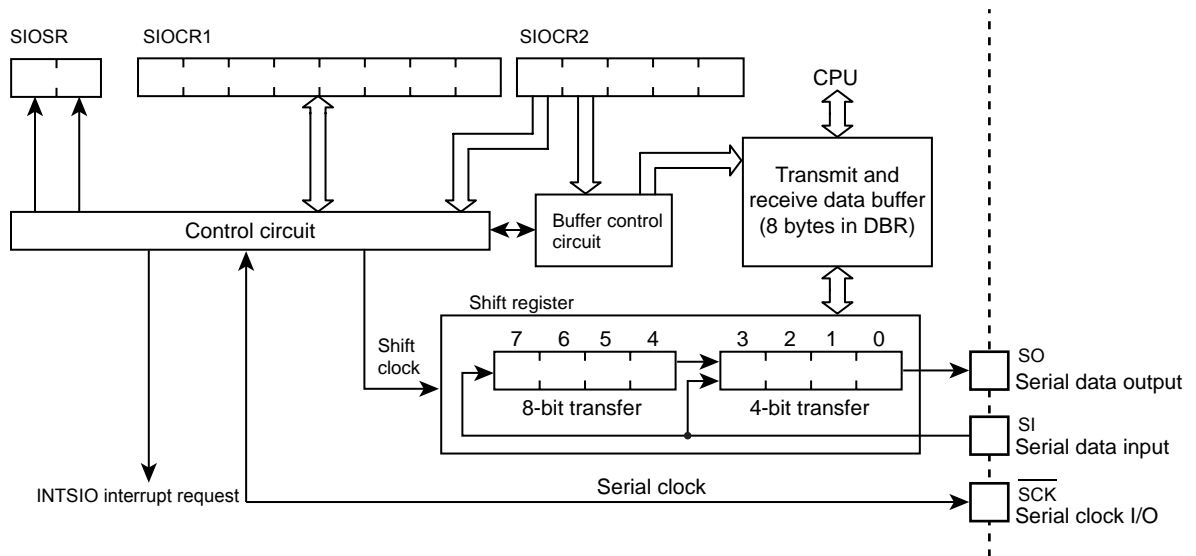 SIOSR
SIOCR1
SIOCR2
CPU
Transmit and
receive data buffer
(8 bytes in DBR)
Control circuit
Buffer control
circuit
Shift register
7 6 5 4 3 2 1 0
Shift
clock
8-bit transfer
4-bit transfer
SO
Serial data output
SI
Serial data input
INTSIO interrupt request
Serial clock
SCK
Serial clock I/O